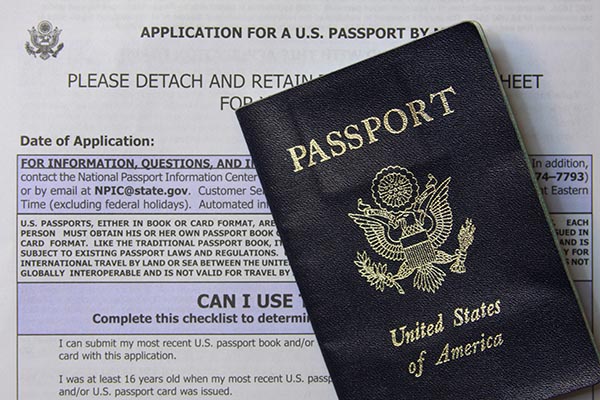 APPLICATION FOR A U.S. PASSPORT BY
PLEASE DETACH AND RETAIN SHEET
FOR
Date of Application:
FOR INFORMATION, QUESTIONS, AND In addition,
contact the National Passport Information Center 74-7793)
or by email at NPIC@state.gov. Customer Eastern
Time (excluding federal holidays). Automated
U.S. PASSPORTS, EITHER IN BOOK OR CARD FORMAT, ARE EACH
PERSON MUST OBTAIN HIS OR HER OWN PASSPORT BOOK ISSUED IN
CARD FORMAT. LIKE THE TRADITIONAL PASSPORT BOOK, AND IS
SUBJECT TO EXISTING PASSPORT LAWS AND REGULATIONS. FOR
INTERNATIONAL TRAVEL BY LAND OR SEA BETWEEN THE NOT
GLOBALLY INTEROPERABLE AND IS NOT VALID FOR TRAVEL BY
CAN I USE
Complete this checklist to
I can submit my most recent U.S. passport book and/or
card with this application.
I was at least 16 years old when my most recent U.S.
and/or U.S. passport card was issued.
PASSPORT
United States
of America